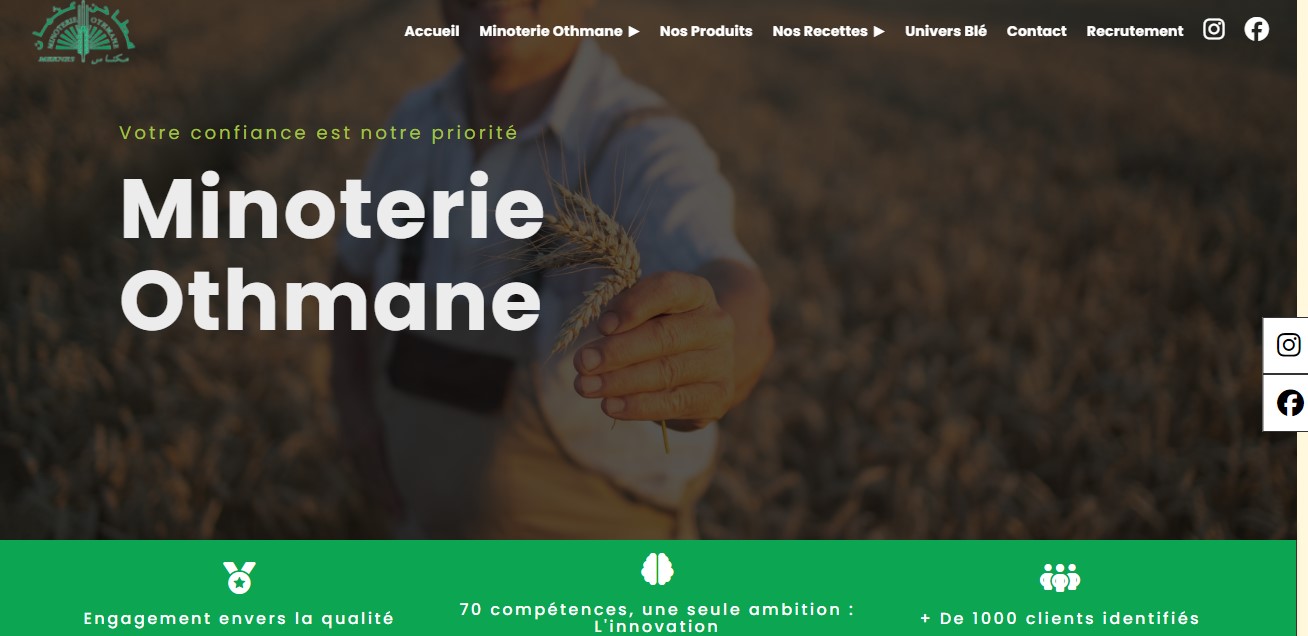 MINOTERIE OTHMANE
مكناس
Accueil Minoterie Othmane ▶ Nos Produits Nos Recettes ▶ Univers Blé Contact Recrutement
Votre confiance est notre priorité
Minoterie
Othmane
Engagement envers la qualité
70 compétences, une seule ambition :
L'innovation
+ De 1000 clients identifiés